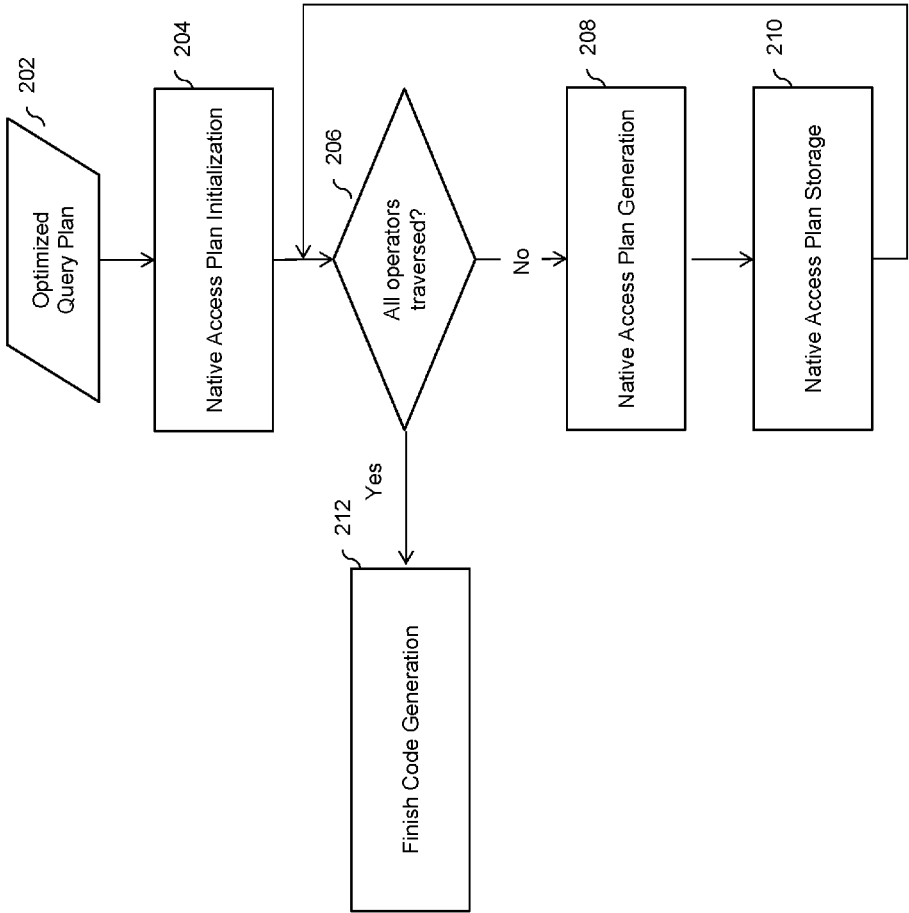 202
Optimized
Query Plan
204
Native Access Plan Initialization
206
All operators
traversed?
No
Yes
208
Native Access Plan Generation
210
Native Access Plan Storage
212
Finish Code Generation